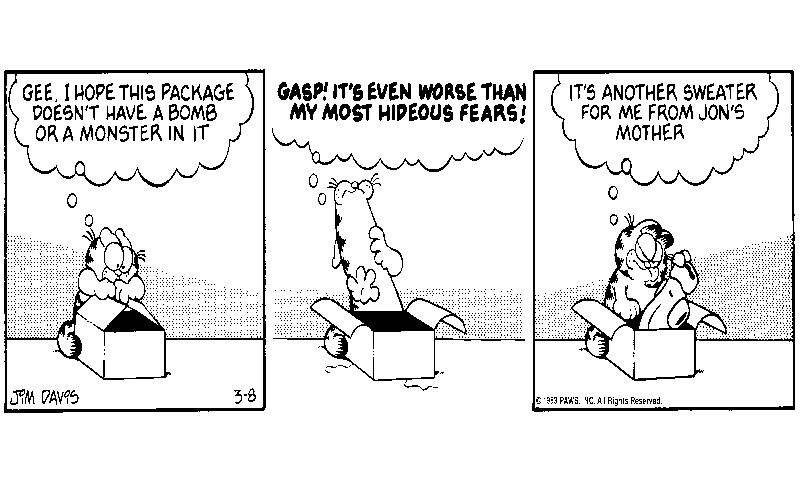 GEE, I HOPE THIS PACKAGE
DOESN'T HAVE A BOMB
OR A MONSTER IN IT
JIM DAVIS
3-8
GASP! IT'S EVEN WORSE THAN
MY MOST HIDEOUS FEARS!
IT'S ANOTHER SWEATER
FOR ME FROM JON'S
MOTHER
© PAWS, INC. All Rights Reserved.